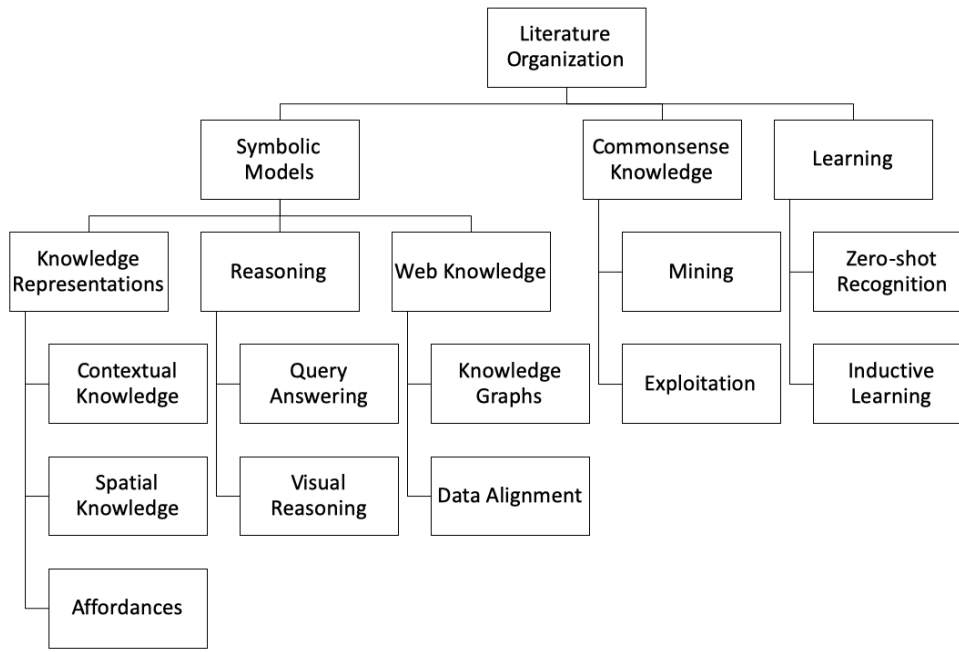 Literature
Organization
Symbolic
Models
Commonsense
Knowledge
Learning
Knowledge
Representations
Reasoning
Web Knowledge
Mining
Zero-shot
Recognition
Contextual
Knowledge
Query
Answering
Knowledge
Graphs
Exploitation
Inductive
Learning
Spatial
Knowledge
Visual
Reasoning
Data Alignment
Affordances